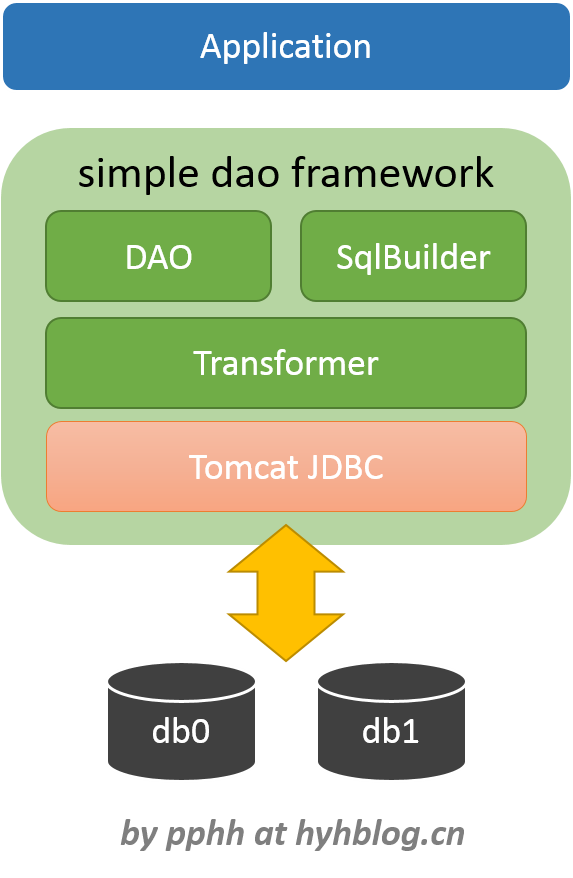 Application
simple dao framework
DAO
SqlBuilder
Transformer
Tomcat JDBC
db0
db1
by pphh at hyhblog.cn